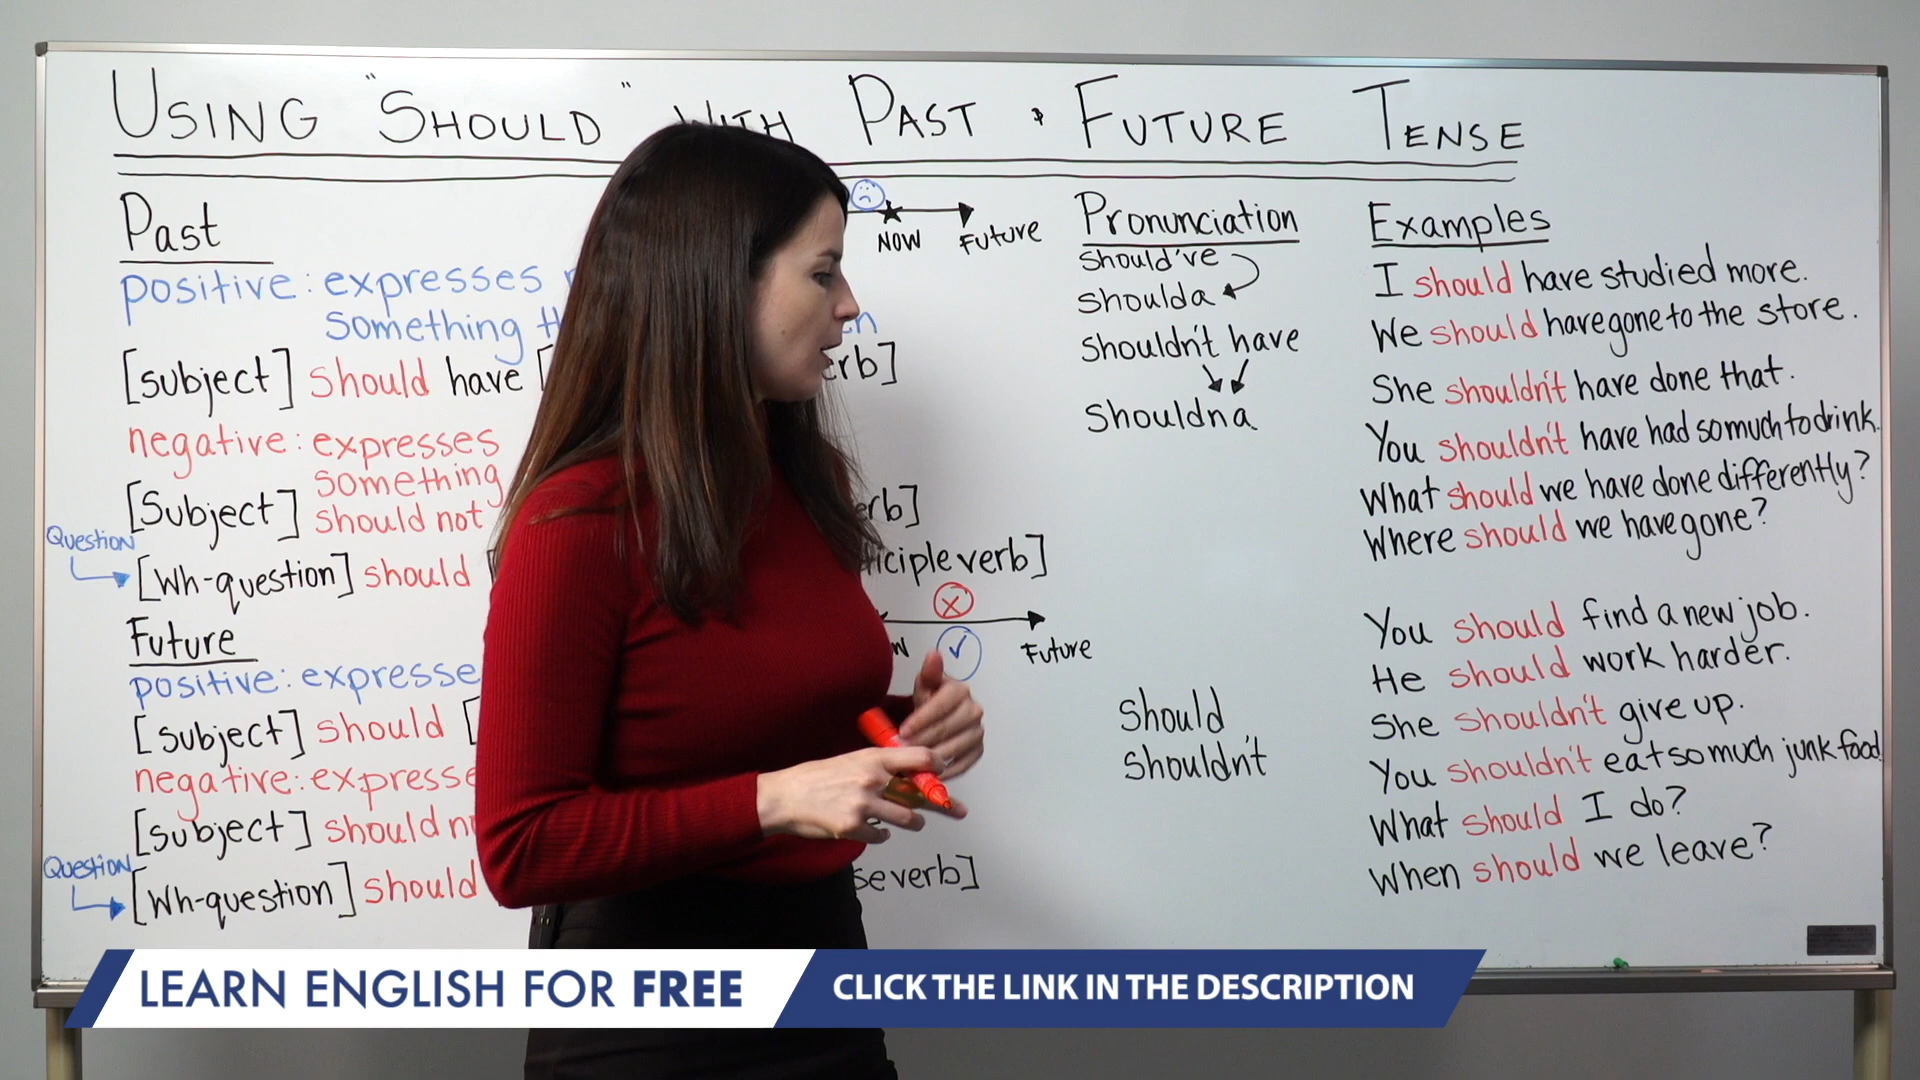 USING "SHOULD" WITH PAST & FUTURE TENSE
Past
positive: expresses
something
[subject] should have [
negative: expresses
something
[Subject] should not
Question
[Wh-question] should [
verb]
NOW
Future
Future
positive:
[subject] should [
negative:
[subject] should
Question
[Wh-question] should
verb]
Future
Pronunciation
should've
shoulda
Shouldn't have
Shouldna
Should
Shouldn't
Examples
I should have studied more.
We should have gone to the store.
She shouldn't have done that.
You shouldn't have had so much to drink.
What should we have done differently?
Where should we have gone?
You should find a new job.
He should work harder.
She shouldn't give up.
You shouldn't eat so much junk food.
What should I do?
When should we leave?
LEARN ENGLISH FOR FREE
CLICK THE LINK IN THE DESCRIPTION